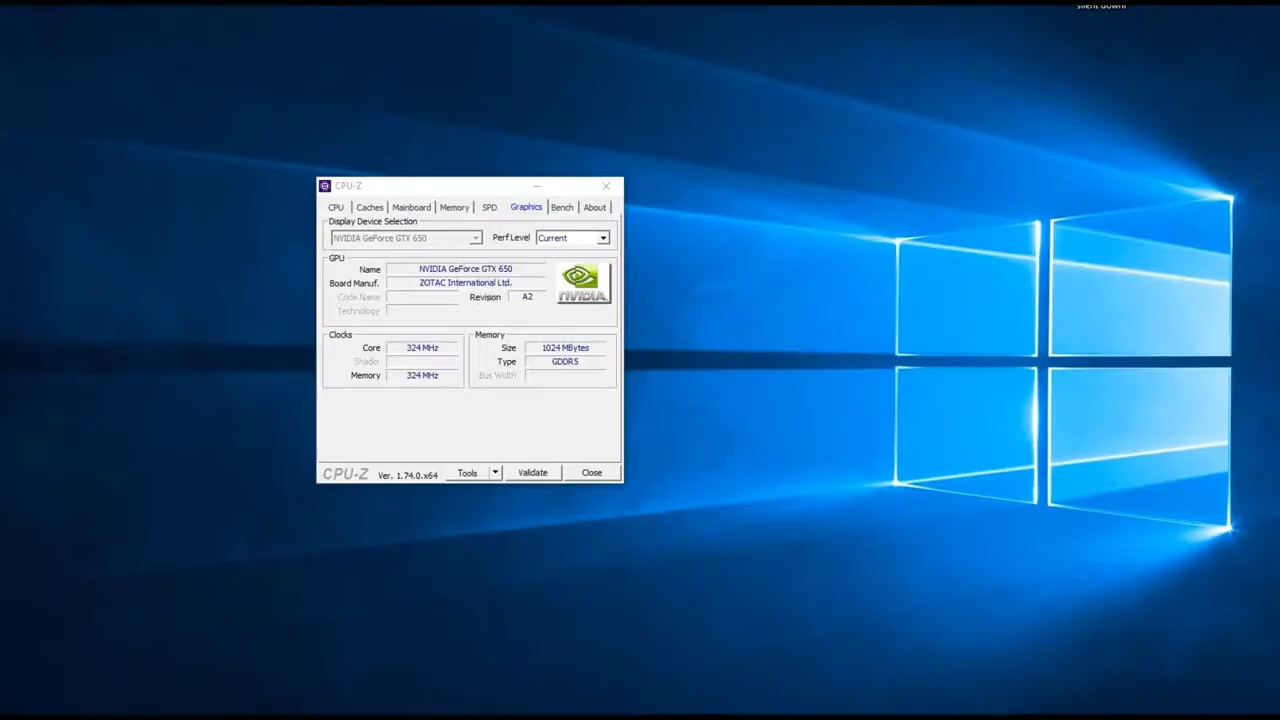 silent downl
CPU-Z
CPU Caches Mainboard Memory SPD Graphics Bench About
Display Device Selection
NVIDIA GeForce GTX 650 Perf Level Current
GPU
Name NVIDIA GeForce GTX 650
Board Manuf. ZOTAC International Ltd.
Code Name Revision A2
Technology
nVIDIA.
Clocks
Core 324 MHz
Shader
Memory 324 MHz
Memory
Size 1024 MBytes
Type GDDR5
Bus Width
CPU-Z Ver. 1.74.0.x64 Tools Validate Close